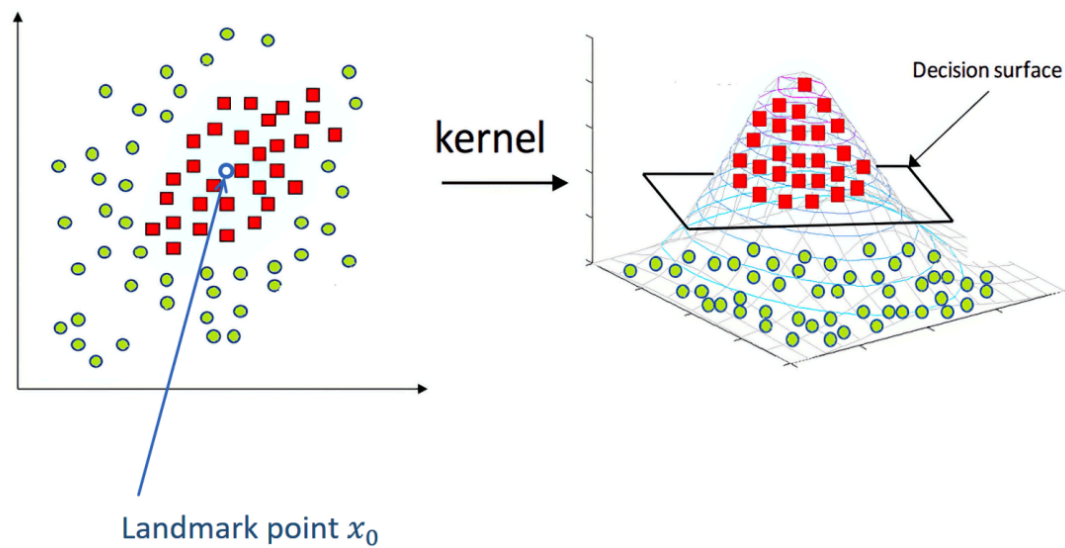 kernel
Decision surface
Landmark point x₀